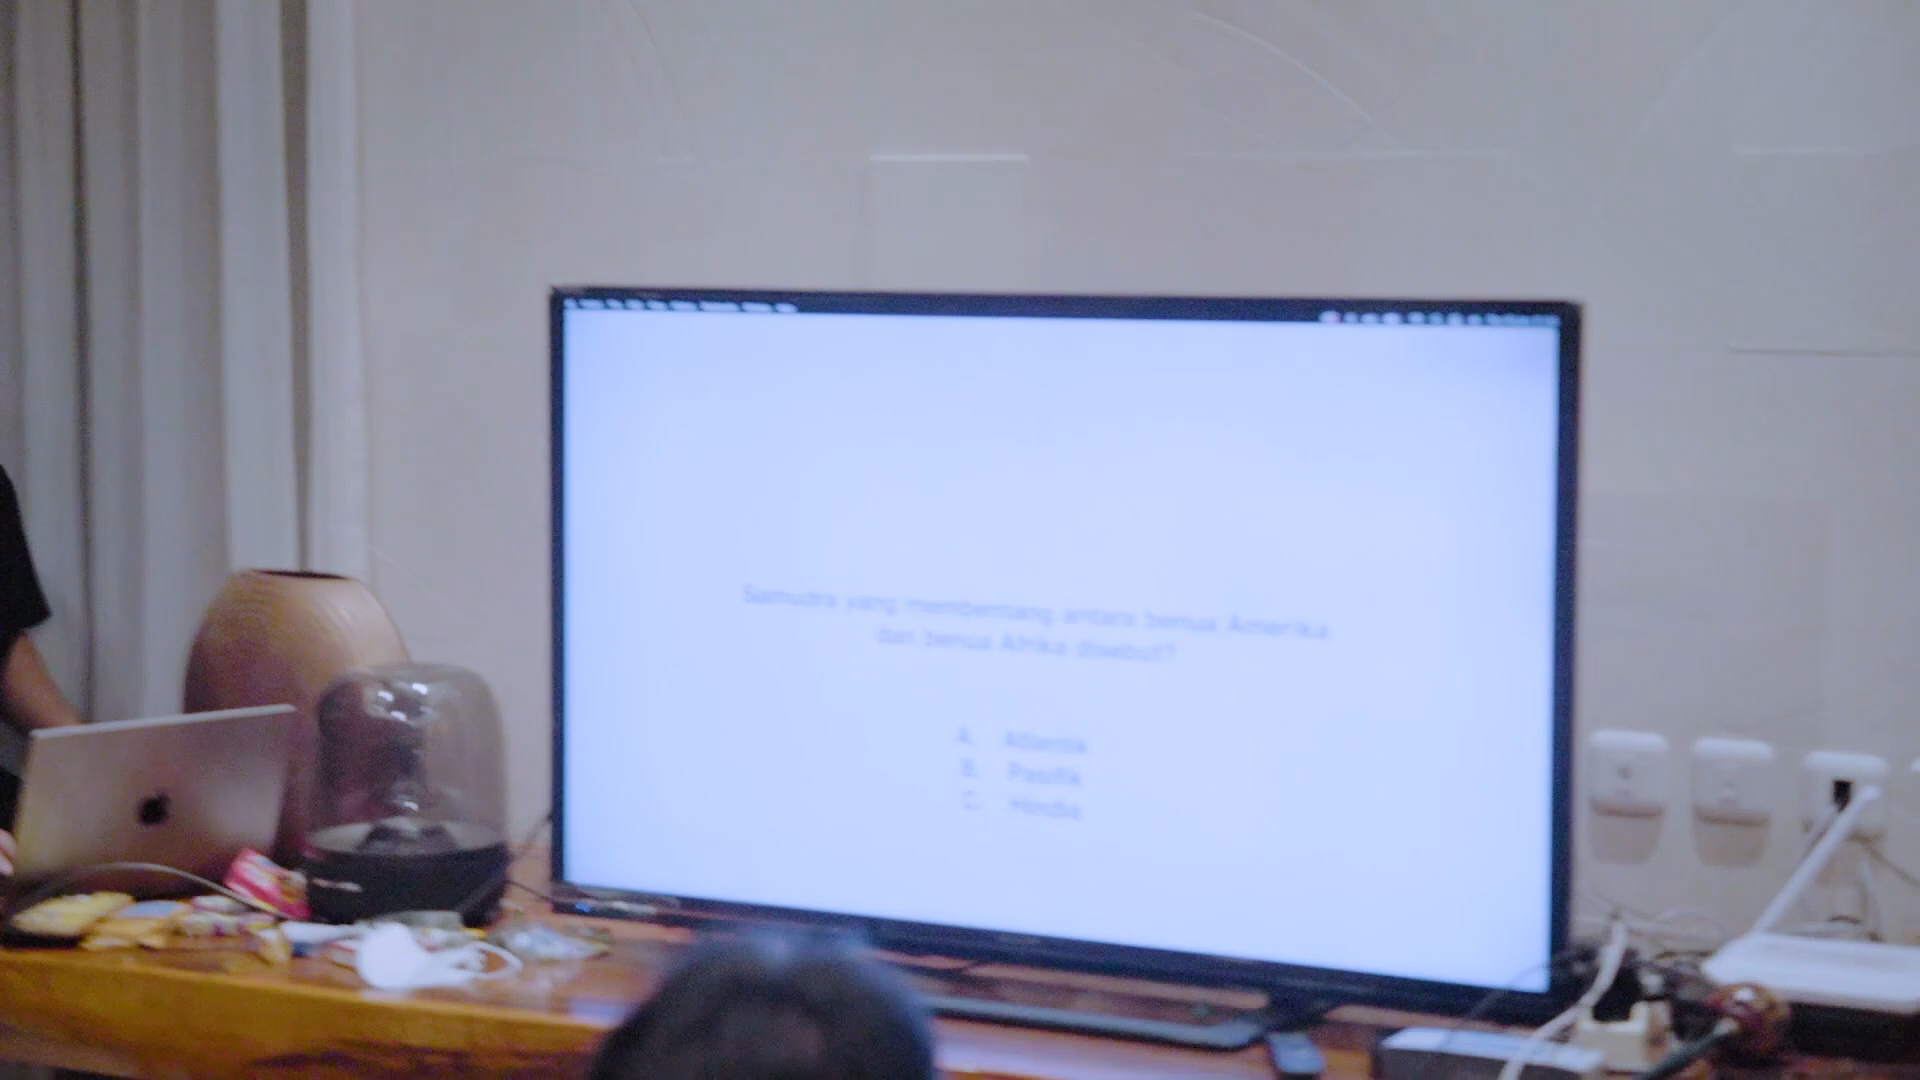 Samudra yang membentang antara benua Amerika
dan benua Afrika disebut?
A. Atlantik
B. Pasifik
C. Hindia